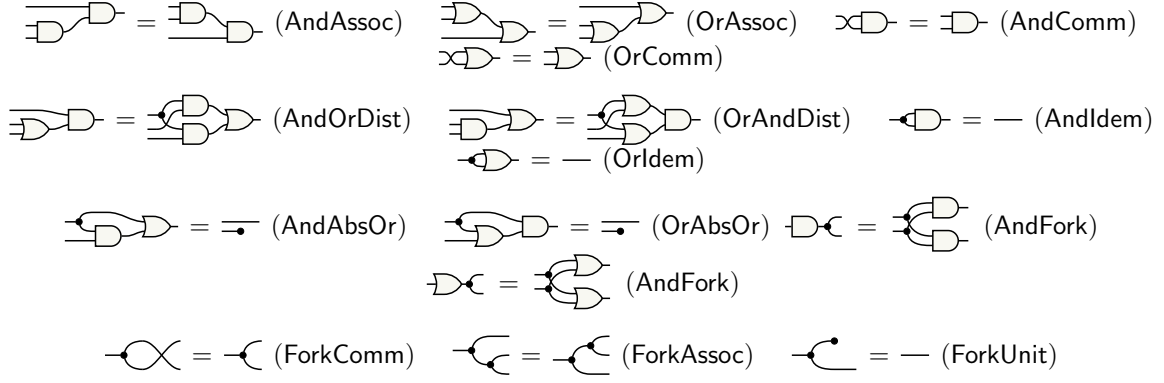 = (AndAssoc) = (OrAssoc) = (AndComm)
= (OrComm)
= (AndOrDist) = (OrAndDist) = (AndIdem)
= (OrIdem)
= (AndAbsOr) = (OrAbsOr) = (AndFork)
= (AndFork)
= (ForkComm) = (ForkAssoc) = (ForkUnit)